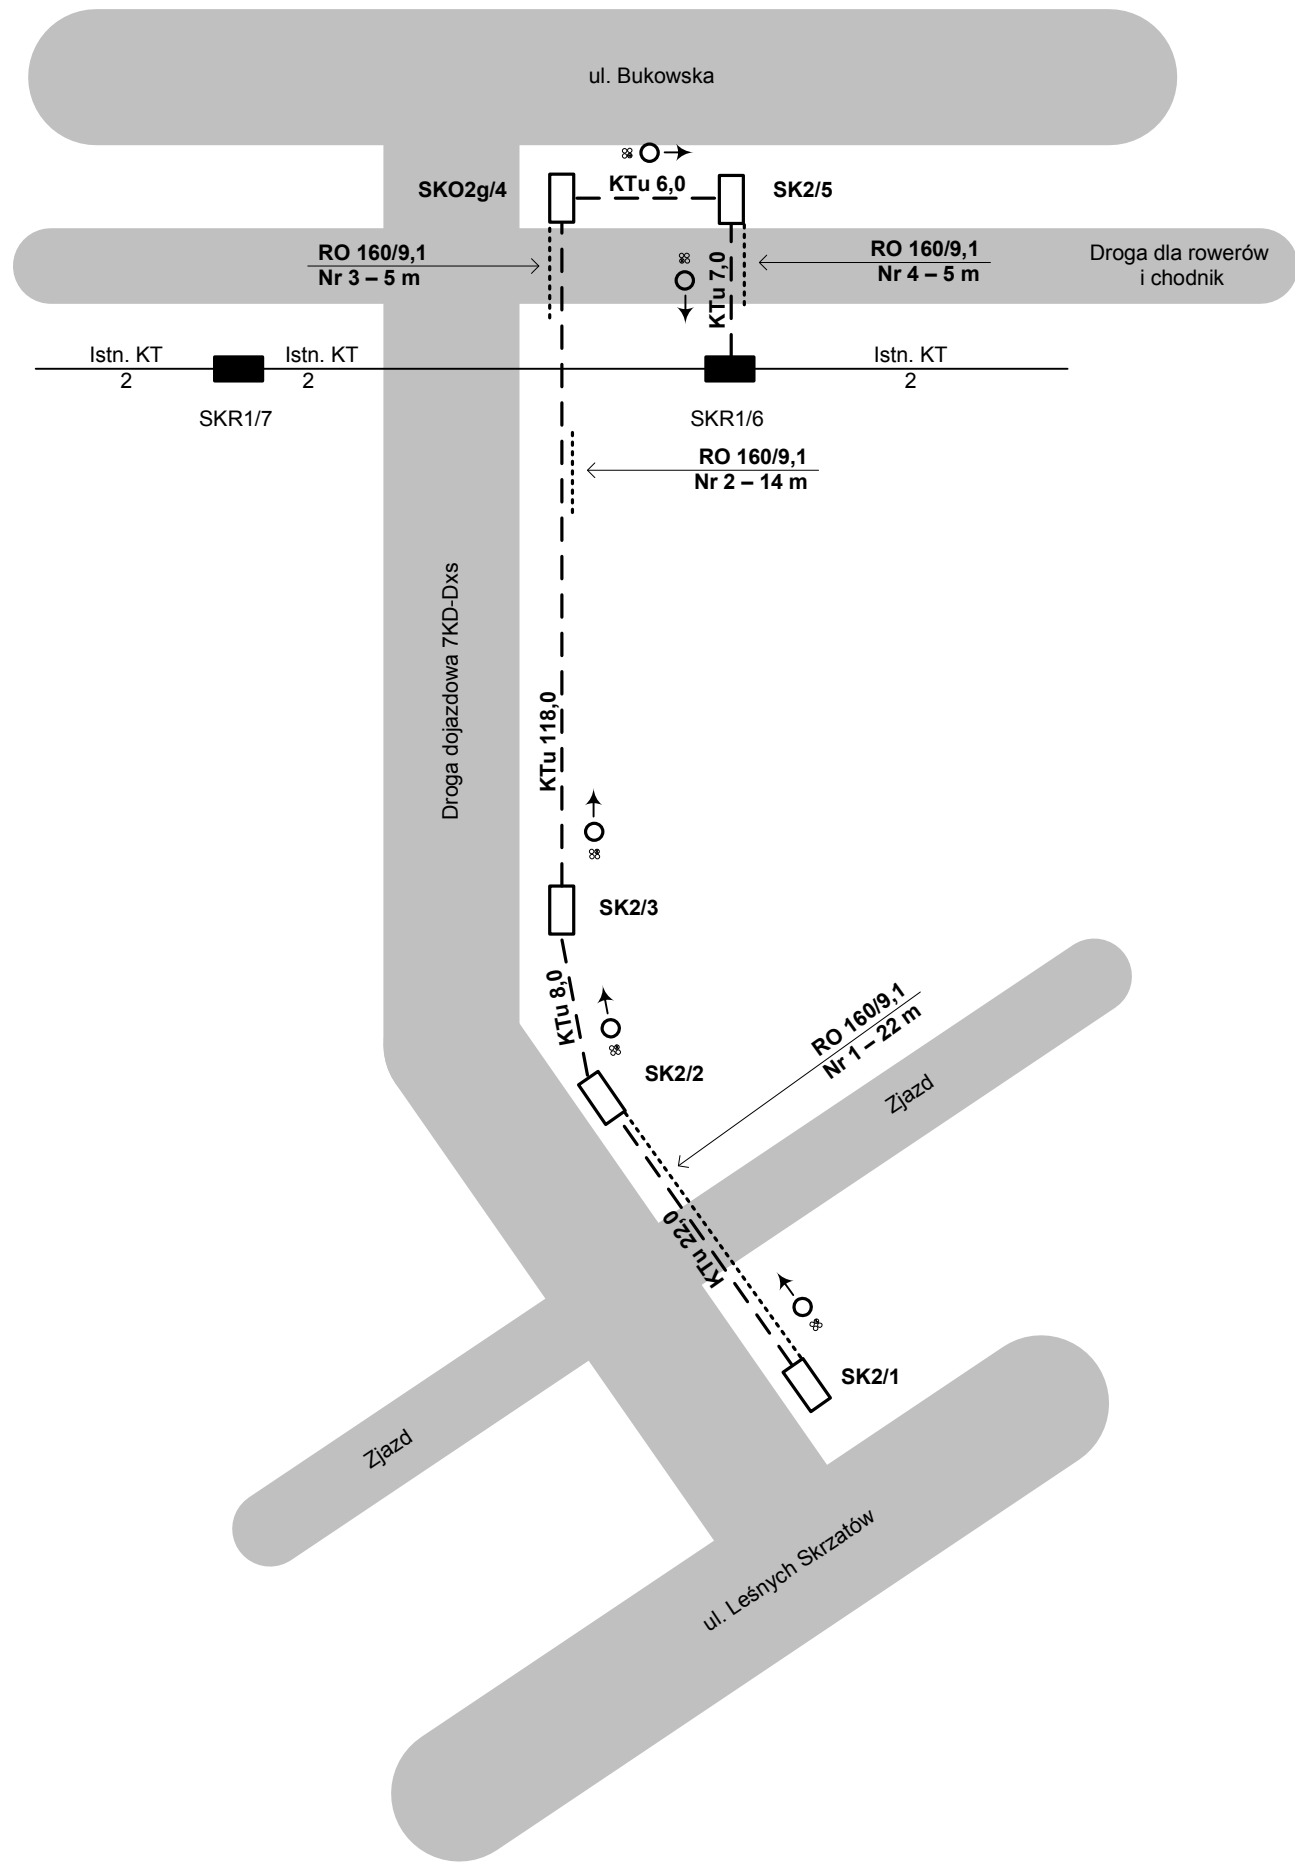 ul. Bukowska
SKO2g/4
KTu 6,0
SK2/5
RO 160/9,1
Nr 3 – 5 m
KTu 7,0
RO 160/9,1
Nr 4 – 5 m
Droga dla rowerów
i chodnik
Istn. KT
2
Istn. KT
2
Istn. KT
2
SKR1/7
SKR1/6
RO 160/9,1
Nr 2 – 14 m
Droga dojazdowa 7KD-Dxs
KTu 118,0
SK2/3
KTu 8,0
RO 160/9,1
Nr 1 – 22 m
SK2/2
Zjazd
KTu 22,0
SK2/1
Zjazd
ul. Leśnych Skrzatów